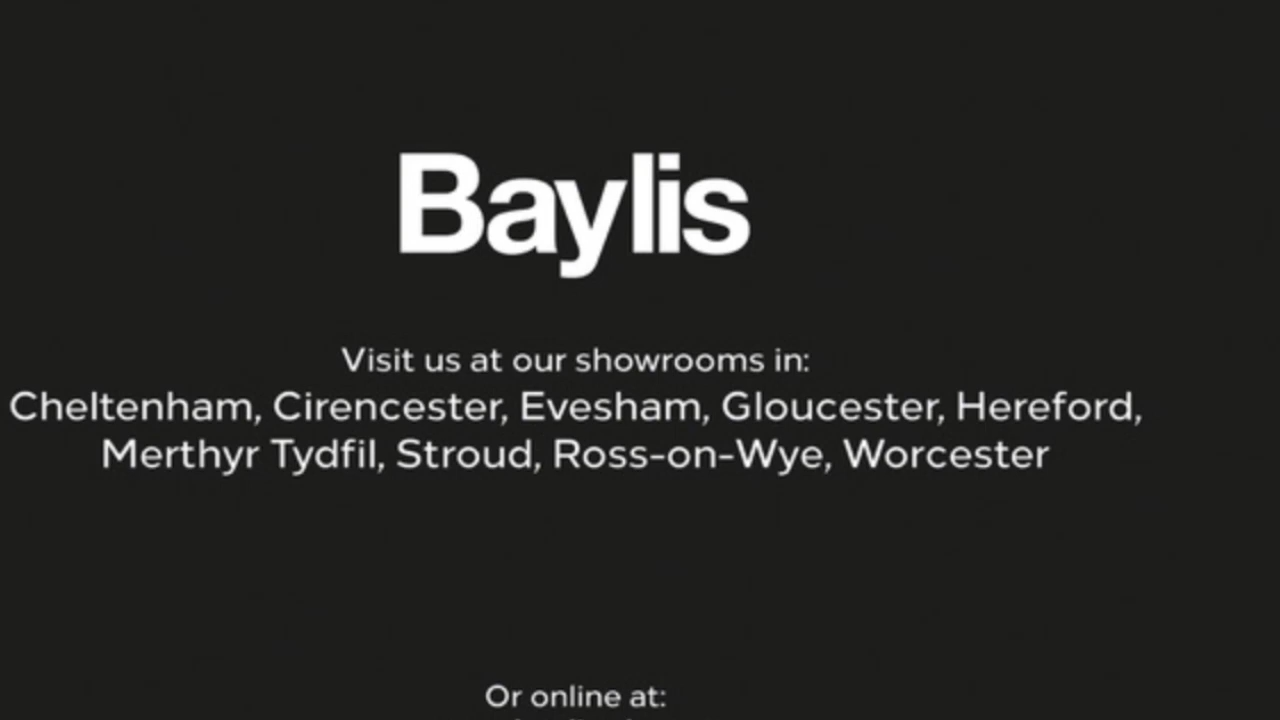 Baylis
Visit us at our showrooms in:
Cheltenham, Cirencester, Evesham, Gloucester, Hereford,
Merthyr Tydfil, Stroud, Ross-on-Wye, Worcester
Or online at: